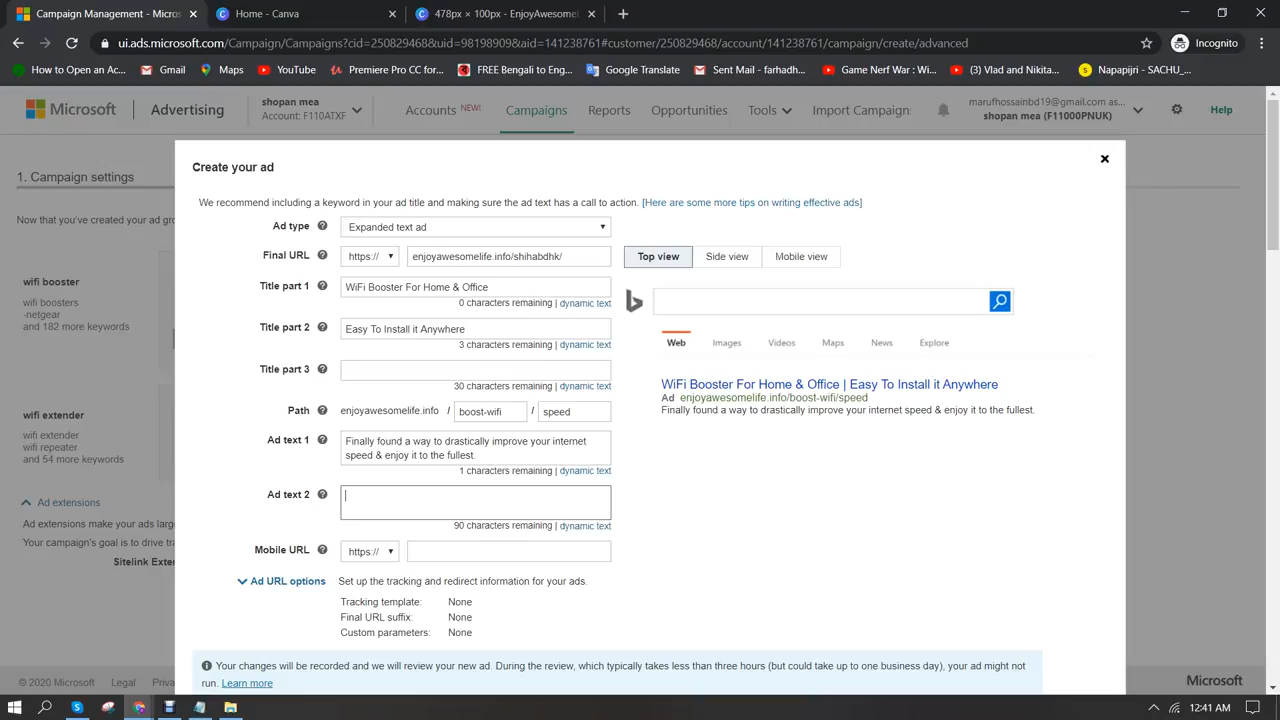 Campaign Management - Micros
Home - Canva
478px × 100px - EnjoyAwesomel
ui.ads.microsoft.com/Campaign/Campaigns?cid=250829468&uid=981989098&aid=141238761#customer/250829468/account/141238761/campaign/create/advanced
Incognito
How to Open an Ac...
Gmail
Maps
YouTube
Premiere Pro CC for...
FREE Bengali to Eng...
Google Translate
Sent Mail - farhadh...
Game Nerf War : Wi...
(3) Vlad and Nikita...
Napapijri - SACHU_...
Microsoft
Advertising
shopan mea
Account: F110ATXF
Accounts NEW!
Campaigns
Reports
Opportunities
Tools
Import Campaign
marufhossainbd19@gmail.com as...
shopan mea (F11000PNUK)
Help
1. Campaign settings
Now that you've created your ad gro
wifi booster
wifi boosters
-netgear
and 182 more keywords
wifi extender
wifi extender
wifi repeater
and 54 more keywords
Ad extensions
Ad extensions make your ads larg
Your campaign's goal is to drive tra
Sitelink Exten
Create your ad
We recommend including a keyword in your ad title and making sure the ad text has a call to action. [Here are some more tips on writing effective ads]
Ad type
Expanded text ad
Final URL
https://
enjoyawesomelife.info/shihabdhk/
Title part 1
WiFi Booster For Home & Office
0 characters remaining | dynamic text
Title part 2
Easy To Install it Anywhere
3 characters remaining | dynamic text
Title part 3
30 characters remaining | dynamic text
Path
enjoyawesomelife.info / boost-wifi / speed
Ad text 1
Finally found a way to drastically improve your internet
speed & enjoy it to the fullest.
1 characters remaining | dynamic text
Ad text 2
90 characters remaining | dynamic text
Mobile URL
https://
Ad URL options
Set up the tracking and redirect information for your ads.
Tracking template: None
Final URL suffix: None
Custom parameters: None
Top view
Side view
Mobile view
Web
Images
Videos
Maps
News
Explore
WiFi Booster For Home & Office | Easy To Install it Anywhere
Ad enjoyawesomelife.info/boost-wifi/speed
Finally found a way to drastically improve your internet speed & enjoy it to the fullest.
Your changes will be recorded and we will review your new ad. During the review, which typically takes less than three hours (but could take up to one business day), your ad might not
run. Learn more
© 2020 Microsoft
Legal
Priva
Microsoft
12:41 AM